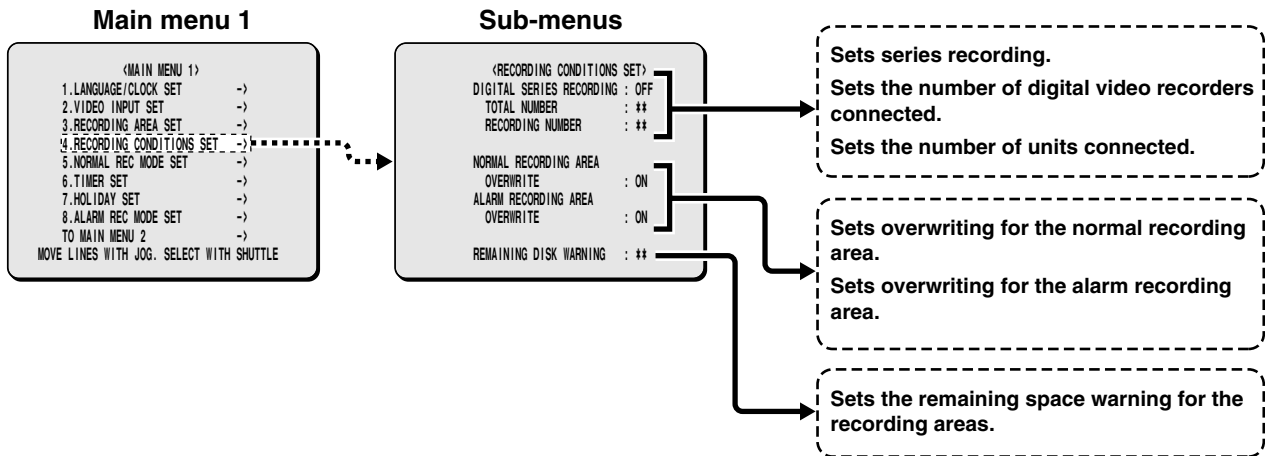 Main menu 1
<MAIN MENU 1>
1.LANGUAGE/CLOCK SET ->
2.VIDEO INPUT SET ->
3.RECORDING AREA SET ->
4.RECORDING CONDITIONS SET ->
5.NORMAL REC MODE SET ->
6.TIMER SET ->
7.HOLIDAY SET ->
8.ALARM REC MODE SET ->
TO MAIN MENU 2 ->
MOVE LINES WITH JOG. SELECT WITH SHUTTLE
Sub-menus
<RECORDING CONDITIONS SET>
DIGITAL SERIES RECORDING : OFF
TOTAL NUMBER : **
RECORDING NUMBER : **
NORMAL RECORDING AREA
OVERWRITE : ON
ALARM RECORDING AREA
OVERWRITE : ON
REMAINING DISK WARNING : **
Sets series recording.
Sets the number of digital video recorders
connected.
Sets the number of units connected.
Sets overwriting for the normal recording
area.
Sets overwriting for the alarm recording
area.
Sets the remaining space warning for the
recording areas.